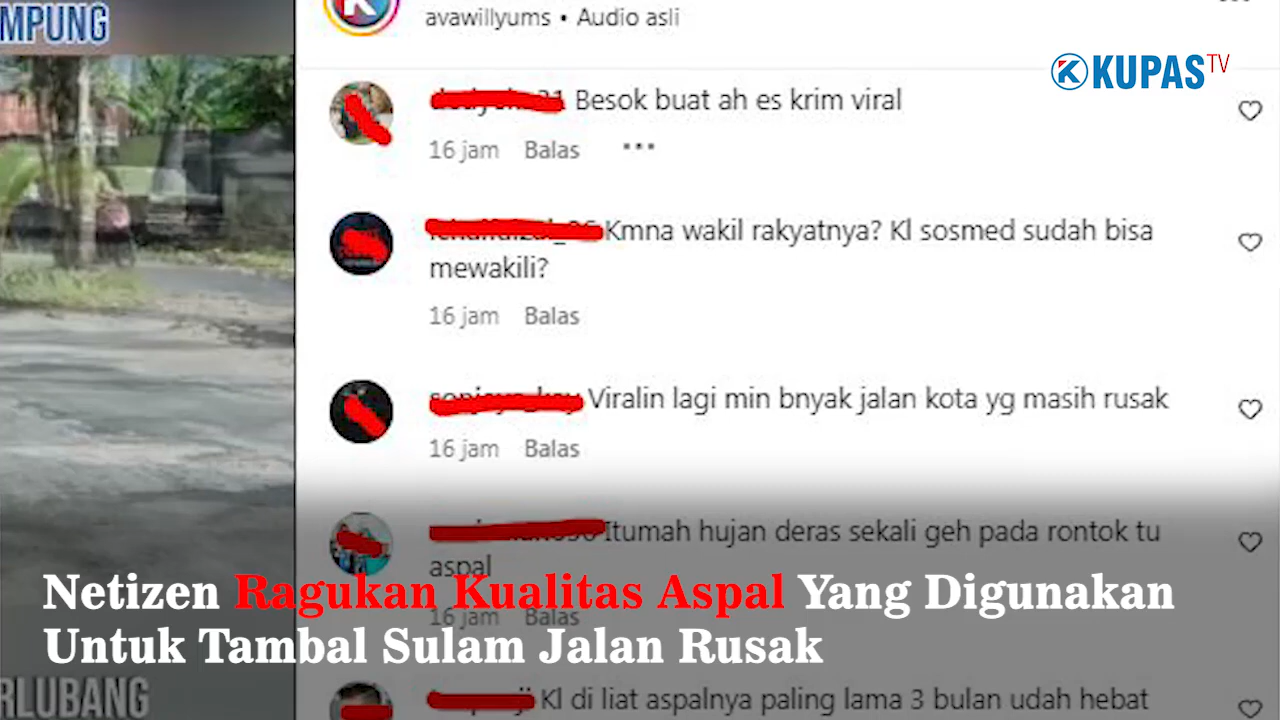 MPUNG
avawillyums • Audio asli
KUPAS TV
Besok buat ah es krim viral
16 jam Balas
Kmna wakil rakyatnya? Kl sosmed sudah bisa
mewakili?
16 jam Balas
Viralin lagi min bnyak jalan kota yg masih rusak
16 jam Balas
Itumah hujan deras sekali geh pada rontok tu
aspal
16 jam Balas
Netizen Ragukan Kualitas Aspal Yang Digunakan
Untuk Tambal Sulam Jalan Rusak
RLUBANG
Kl di liat aspalnya paling lama 3 bulan udah hebat